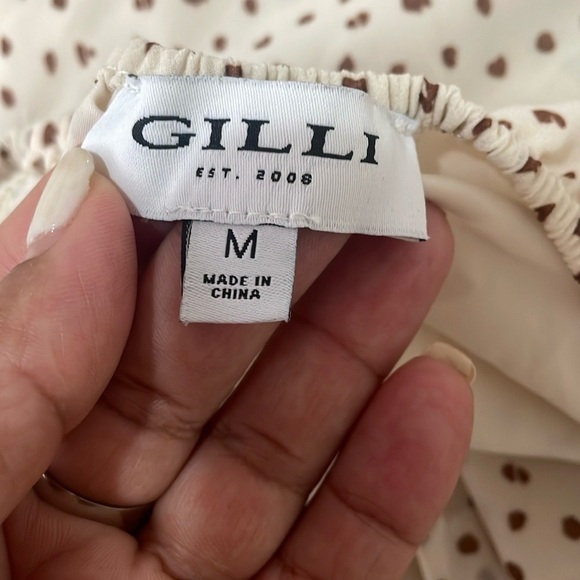 GILLI
EST. 2008
M
MADE IN
CHINA